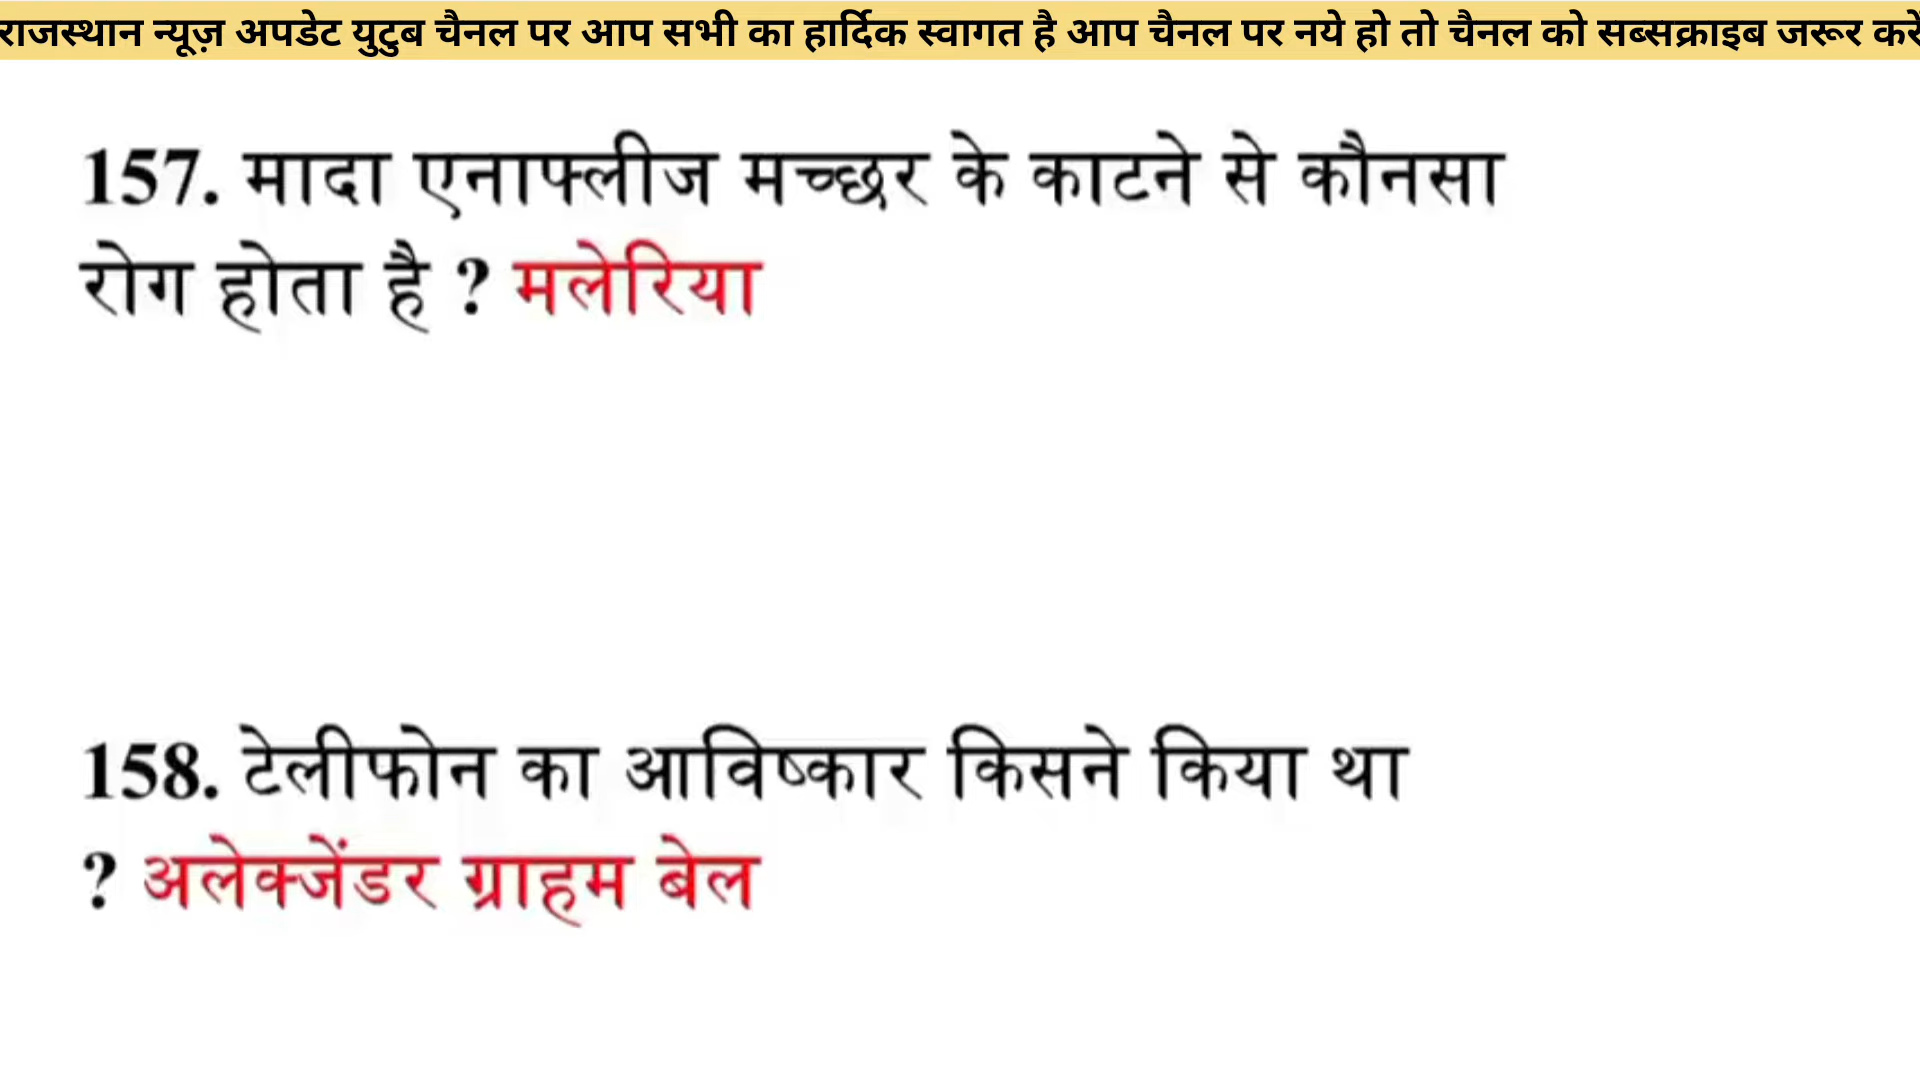 राजस्थान न्यूज़ अपडेट युटुब चैनल पर आप सभी का हार्दिक स्वागत है आप चैनल पर नये हो तो चैनल को सब्सक्राइब जरूर करें
157. मादा एनाफ्लीज मच्छर के काटने से कौनसा
रोग होता है ? मलेरिया
158. टेलीफोन का आविष्कार किसने किया था
? अलेक्जेंडर ग्राहम बेल